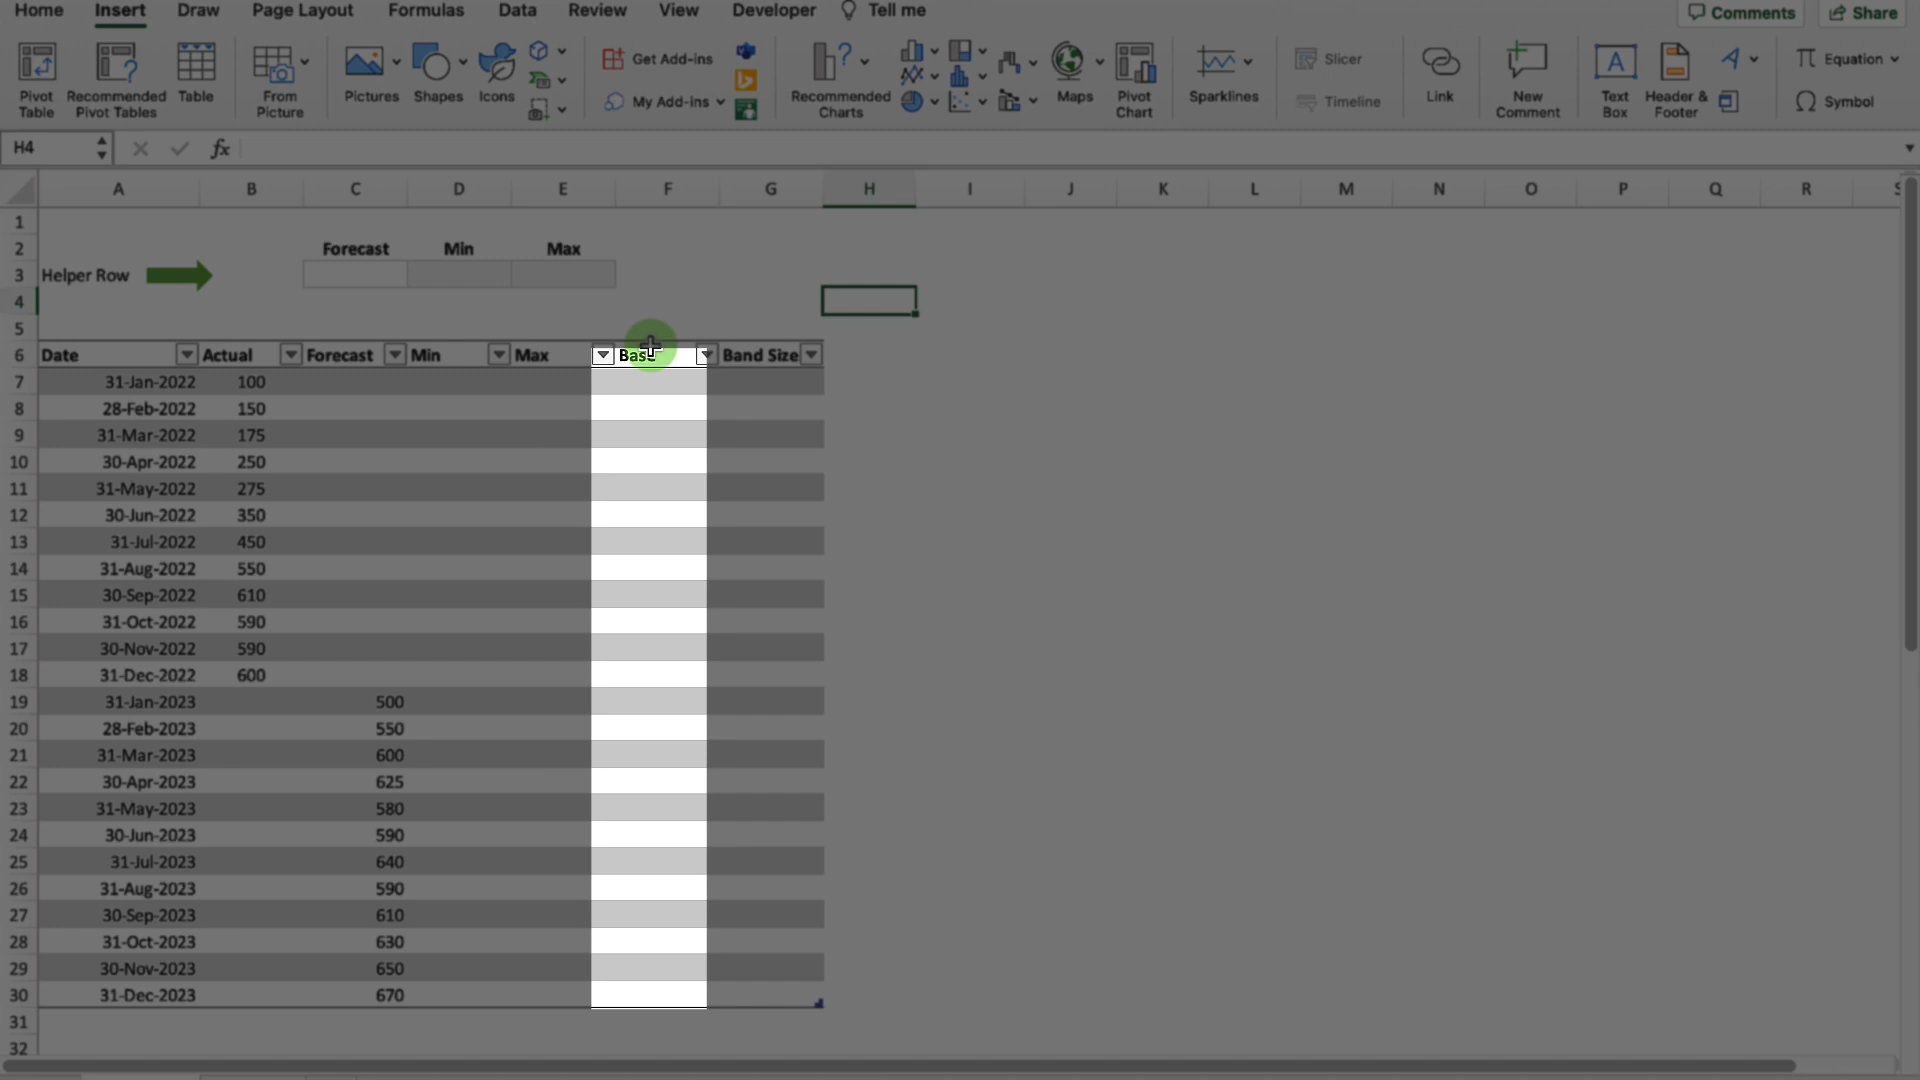 Home Insert Draw Page Layout Formulas Data Review View Developer Tell me Comments Share
Pivot Table
Recommended Pivot Tables
Table
From Picture
Pictures
Shapes
Icons
Get Add-ins
My Add-ins
Recommended Charts
Maps
Pivot Chart
Sparklines
Slicer
Timeline
Link
New Comment
Text Box
Header & Footer
Equation
Symbol
H4 fx
A B C D E F G H I J K L M N O P Q R S
1
2 Forecast Min Max
3 Helper Row
4
5
6 Date Actual Forecast Min Max Base Band Size
7 31-Jan-2022 100
8 28-Feb-2022 150
9 31-Mar-2022 175
10 30-Apr-2022 250
11 31-May-2022 275
12 30-Jun-2022 350
13 31-Jul-2022 450
14 31-Aug-2022 550
15 30-Sep-2022 610
16 31-Oct-2022 590
17 30-Nov-2022 590
18 31-Dec-2022 600
19 31-Jan-2023 500
20 28-Feb-2023 550
21 31-Mar-2023 600
22 30-Apr-2023 625
23 31-May-2023 580
24 30-Jun-2023 590
25 31-Jul-2023 640
26 31-Aug-2023 590
27 30-Sep-2023 610
28 31-Oct-2023 630
29 30-Nov-2023 650
30 31-Dec-2023 670
31
32